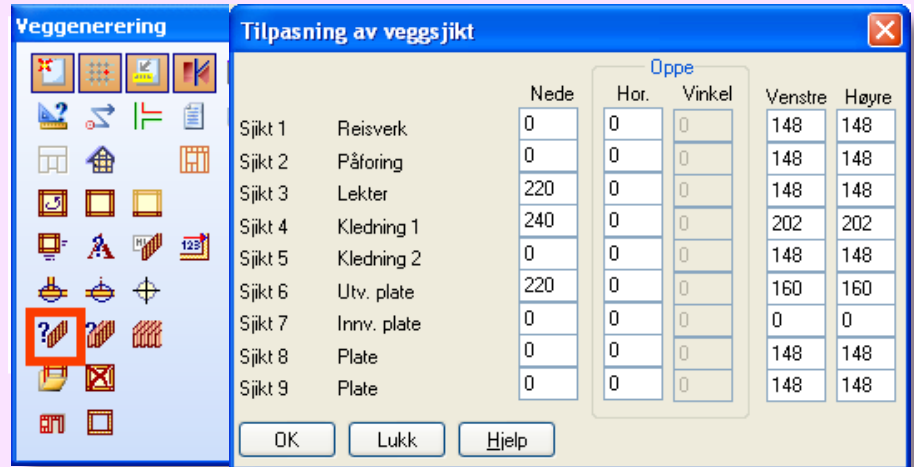 Veggenerering
Tilpasning av veggsjikt
Oppe
Nede Hor. Vinkel Venstre Høyre
Sjikt 1 Reisverk 0 0 0 148 148
Sjikt 2 Påforing 0 0 0 148 148
Sjikt 3 Lekter 220 0 0 148 148
Sjikt 4 Kledning 1 240 0 0 202 202
Sjikt 5 Kledning 2 0 0 0 148 148
Sjikt 6 Utv. plate 220 0 0 160 160
Sjikt 7 Innv. plate 0 0 0 0 0
Sjikt 8 Plate 0 0 0 148 148
Sjikt 9 Plate 0 0 0 148 148
OK Lukk Hjelp
123